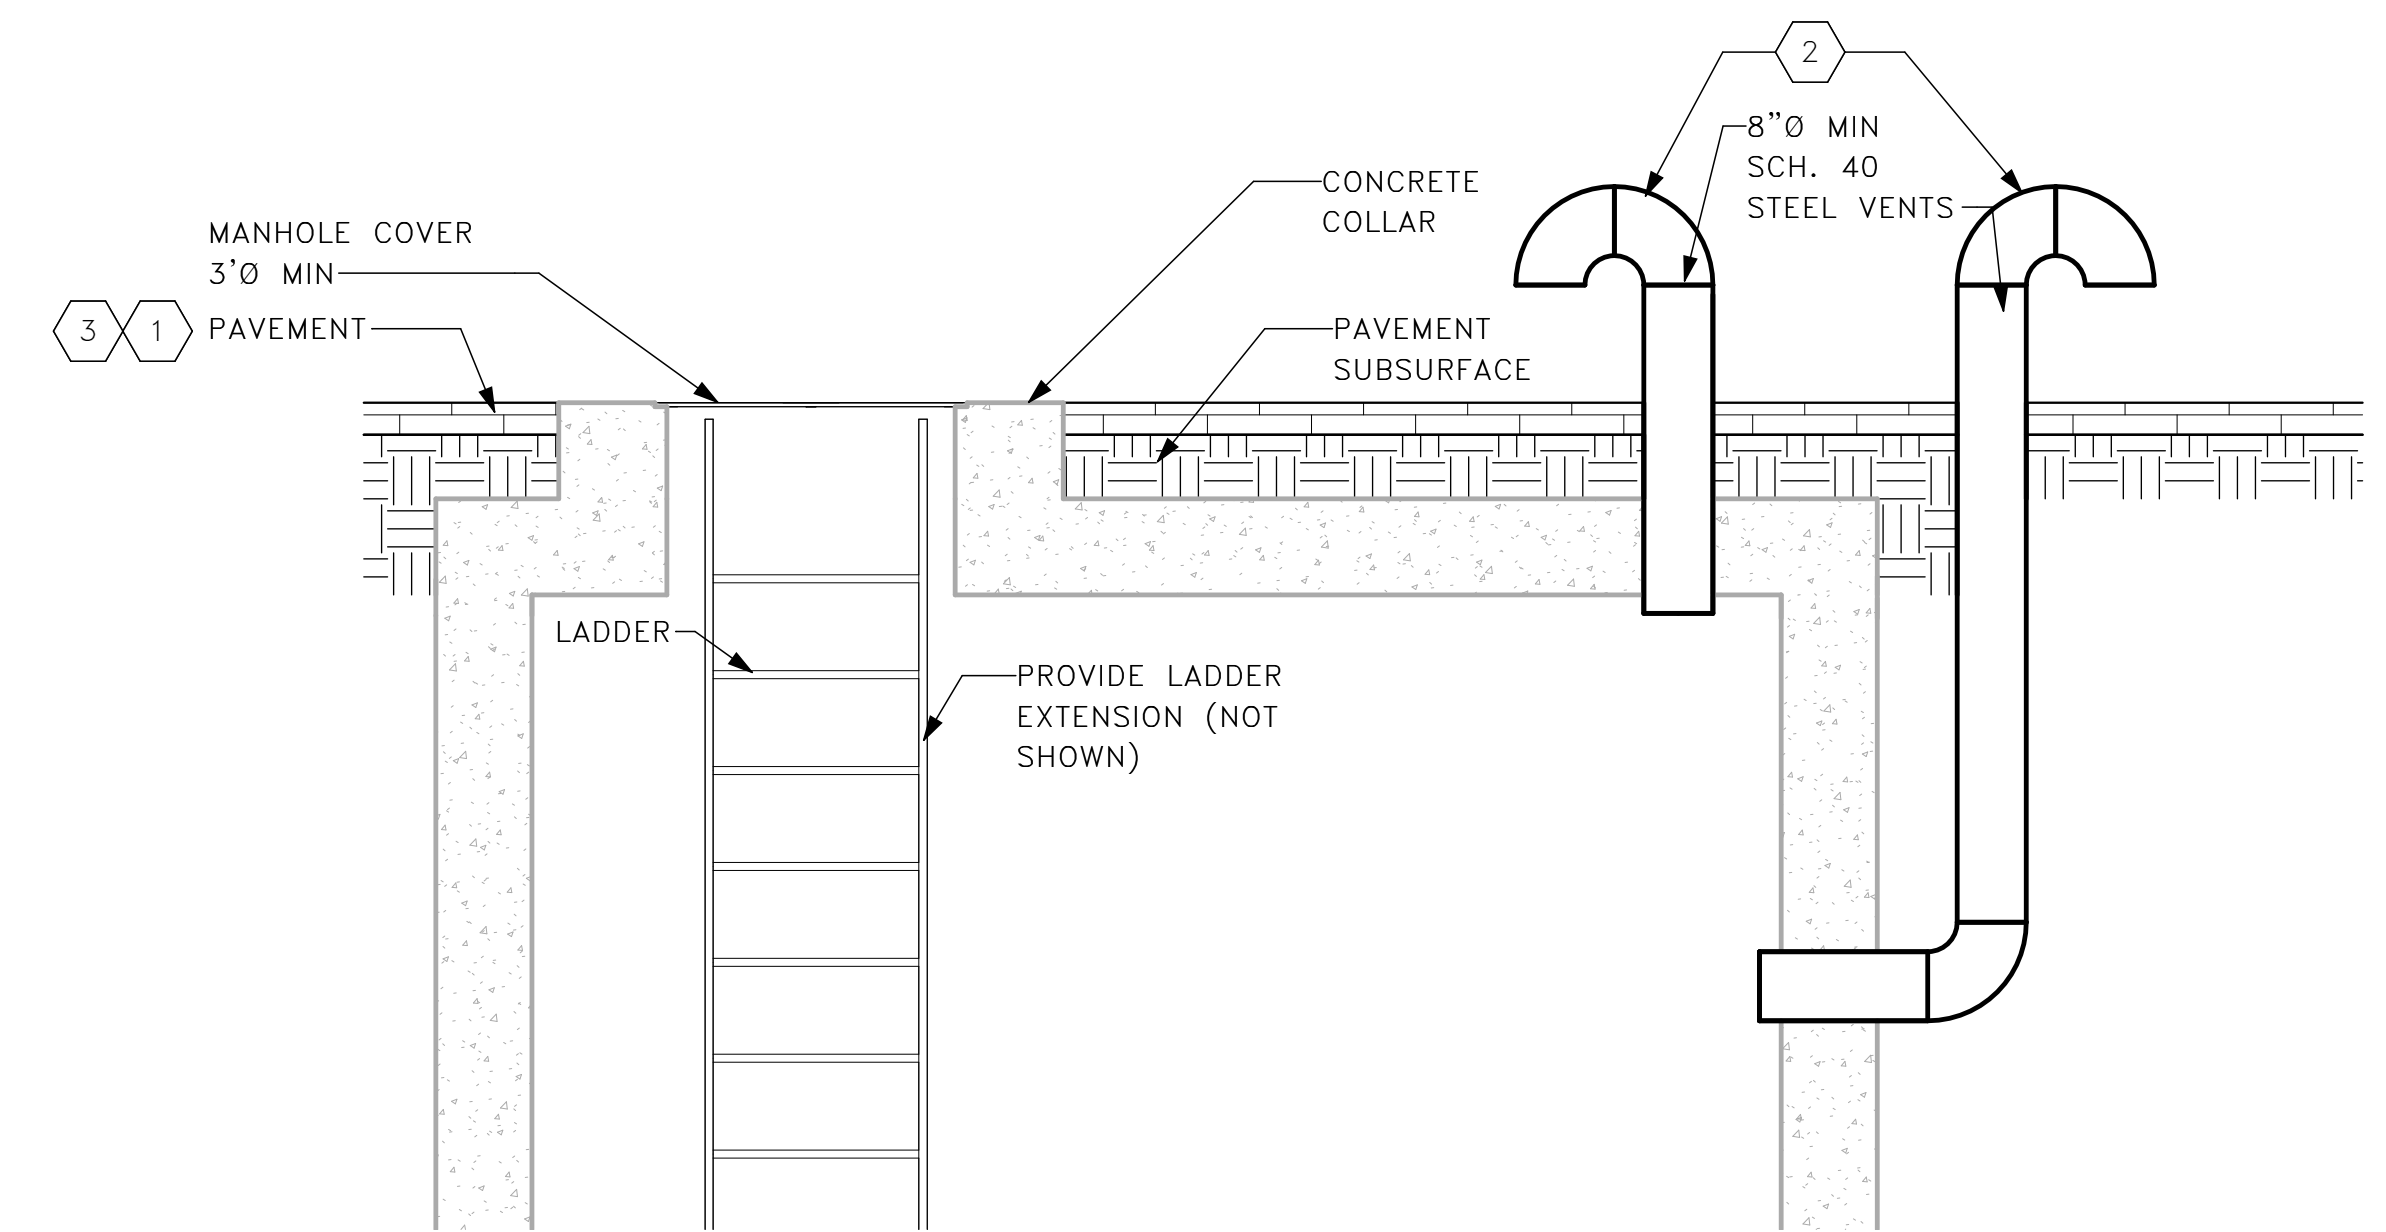 2
8”Ø MIN
SCH. 40
STEEL VENTS
CONCRETE
COLLAR
MANHOLE COVER
3’Ø MIN
3 1 PAVEMENT
PAVEMENT
SUBSURFACE
LADDER
PROVIDE LADDER
EXTENSION (NOT
SHOWN)